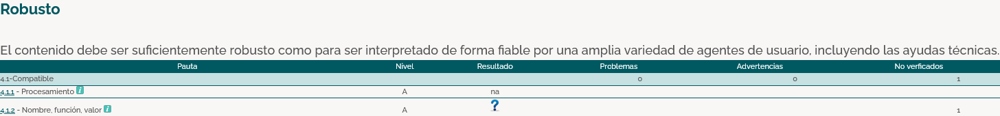 Robusto
El contenido debe ser suficientemente robusto como para ser interpretado de forma fiable por una amplia variedad de agentes de usuario, incluyendo las ayudas técnicas.
Pauta Nivel Resultado Problemas Advertencias No verficados
4.1-Compatible 0 0 1
4.1.1 - Procesamiento i A na
4.1.2 - Nombre, función, valor i A ? 1